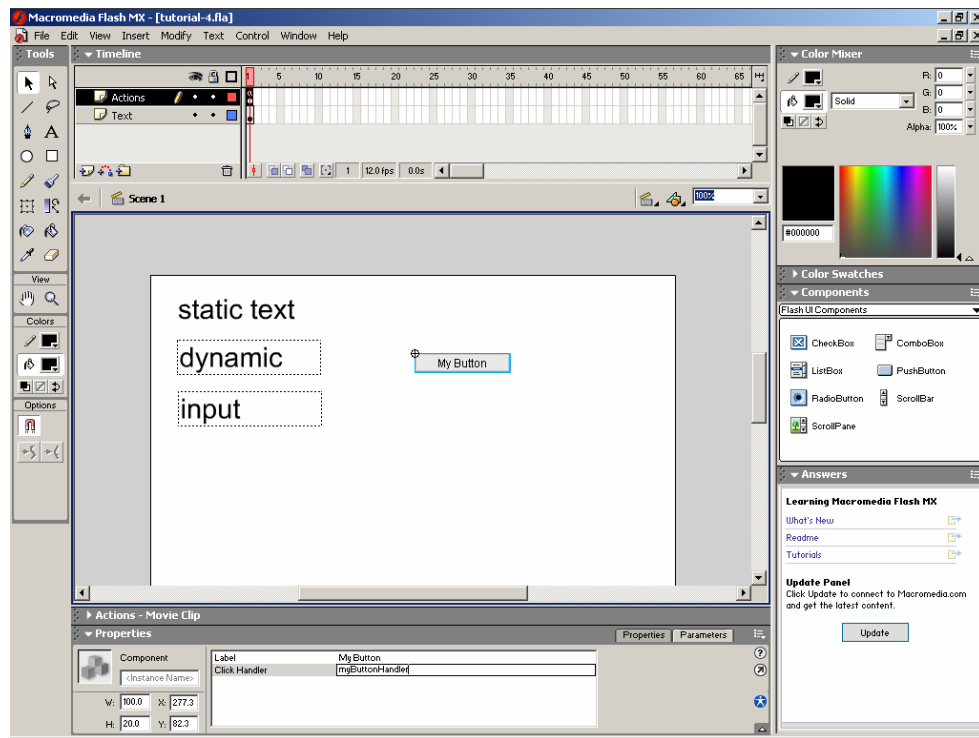 Macromedia Flash MX - [tutorial-4.fla]
File Edit View Insert Modify Text Control Window Help
Tools
Timeline
1 5 10 15 20 25 30 35 40 45 50 55 60 65
Actions
Text
1 12.0 fps 0.0s
Scene 1
100%
View
Colors
Options
static text
dynamic
input
My Button
Actions - Movie Clip
Properties
Properties Parameters
Component
<Instance Name>
W: 100.0 X: 277.3
H: 20.0 Y: 82.3
Label My Button
Click Handler myButtonHandler
Color Mixer
R: 0
Solid
G: 0
B: 0
Alpha: 100%
#000000
Color Swatches
Components
Flash UI Components
CheckBox ComboBox
ListBox PushButton
RadioButton ScrollBar
ScrollPane
Answers
Learning Macromedia Flash MX
What's New
Readme
Tutorials
Update Panel
Click Update to connect to Macromedia.com
and get the latest content.
Update